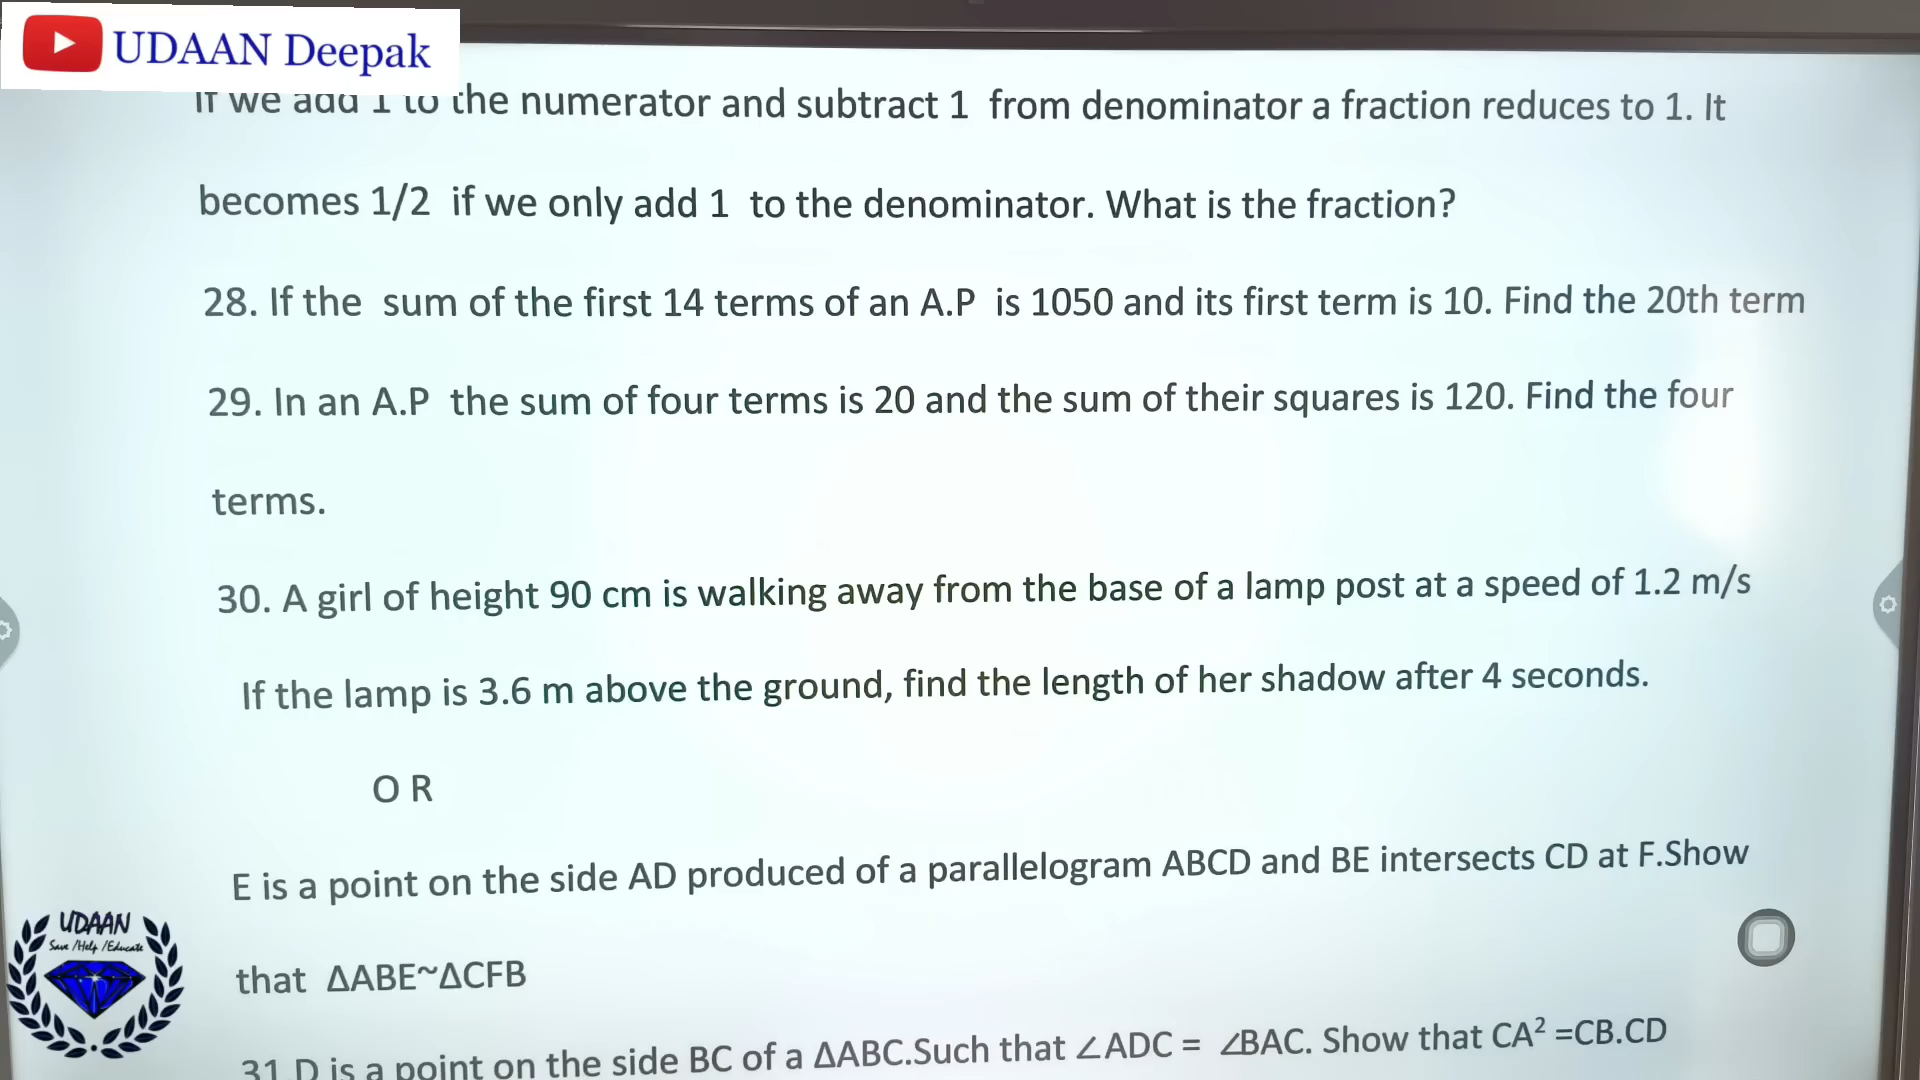 UDAAN Deepak
If we add 1 to the numerator and subtract 1 from denominator a fraction reduces to 1. It
becomes 1/2 if we only add 1 to the denominator. What is the fraction?
28. If the sum of the first 14 terms of an A.P is 1050 and its first term is 10. Find the 20th term
29. In an A.P the sum of four terms is 20 and the sum of their squares is 120. Find the four
terms.
30. A girl of height 90 cm is walking away from the base of a lamp post at a speed of 1.2 m/s
If the lamp is 3.6 m above the ground, find the length of her shadow after 4 seconds.
O R
E is a point on the side AD produced of a parallelogram ABCD and BE intersects CD at F.Show
that ΔABE~ΔCFB
UDAAN
Save /Help /Educate
31 D is a point on the side BC of a ΔABC.Such that ∠ADC = ∠BAC. Show that CA² =CB.CD